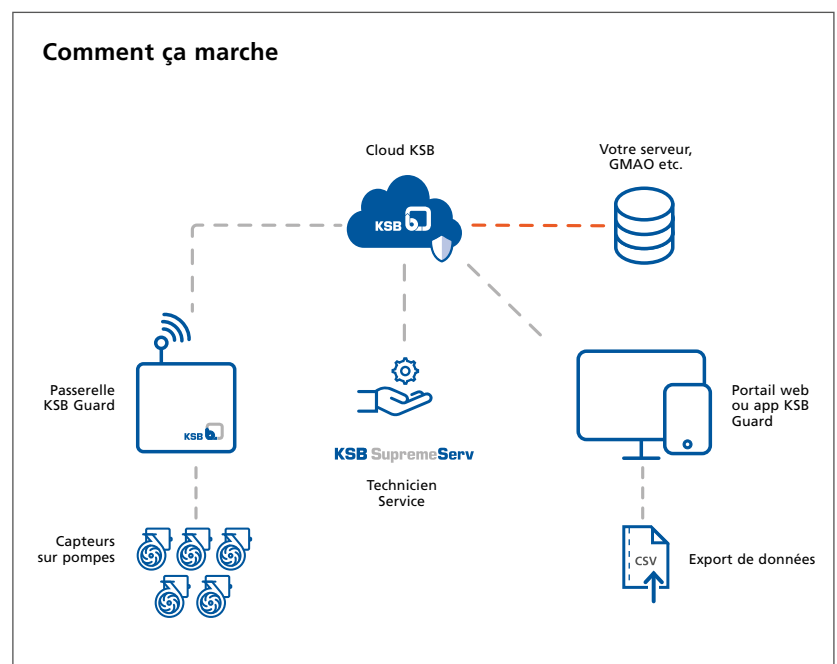 Comment ça marche
Cloud KSB
Votre serveur,
GMAO etc.
KSB
Passerelle
KSB Guard
KSB
Portail web
ou app KSB
Guard
KSB SupremeServ
Technicien
Service
Capteurs
sur pompes
CSV
Export de données